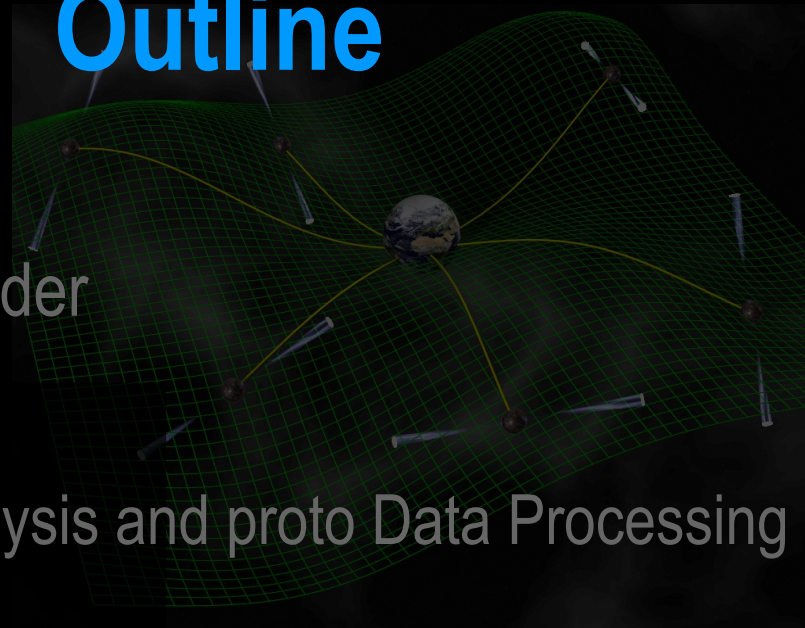 Outline
der
ysis and proto Data Processing